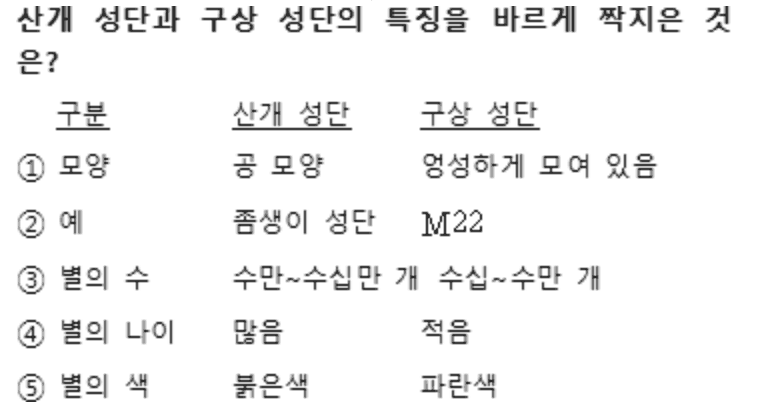 산개 성단과 구상 성단의 특징을 바르게 짝지은 것
은?
구분 산개 성단 구상 성단
① 모양 공 모양 엉성하게 모여 있음
② 예 좀생이 성단 M22
③ 별의 수 수만~수십만 개 수십~수만 개
④ 별의 나이 많음 적음
⑤ 별의 색 붉은색 파란색